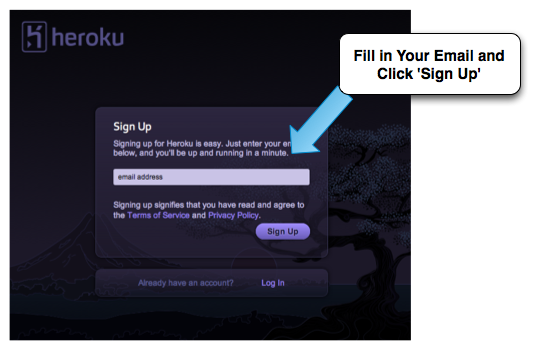 heroku
Fill in Your Email and
Click 'Sign Up'
Sign Up
Signing up for Heroku is easy. Just enter your em
below, and you'll be up and running in a minute.
email address
Signing up signifies that you have read and agree to
the Terms of Service and Privacy Policy.
Sign Up
Already have an account? Log In